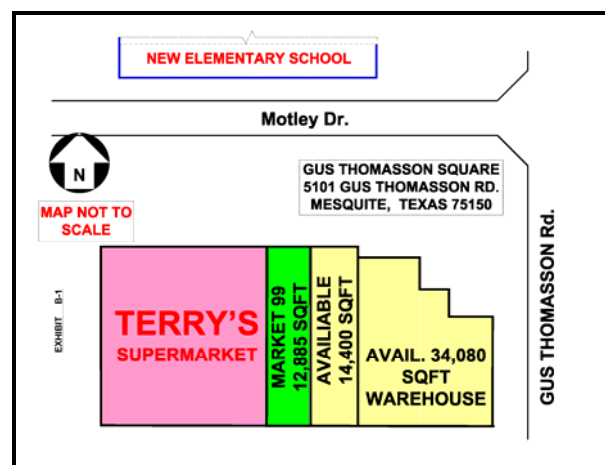 NEW ELEMENTARY SCHOOL
Motley Dr.
N
MAP NOT TO
SCALE
GUS THOMASSON SQUARE
5101 GUS THOMASSON RD.
MESQUITE, TEXAS 75150
EXHIBIT B-1
TERRY'S
SUPERMARKET
MARKET 99
12,885 SQFT
AVAILIABLE
14,400 SQFT
AVAIL. 34,080
SQFT
WAREHOUSE
GUS THOMASSON Rd.